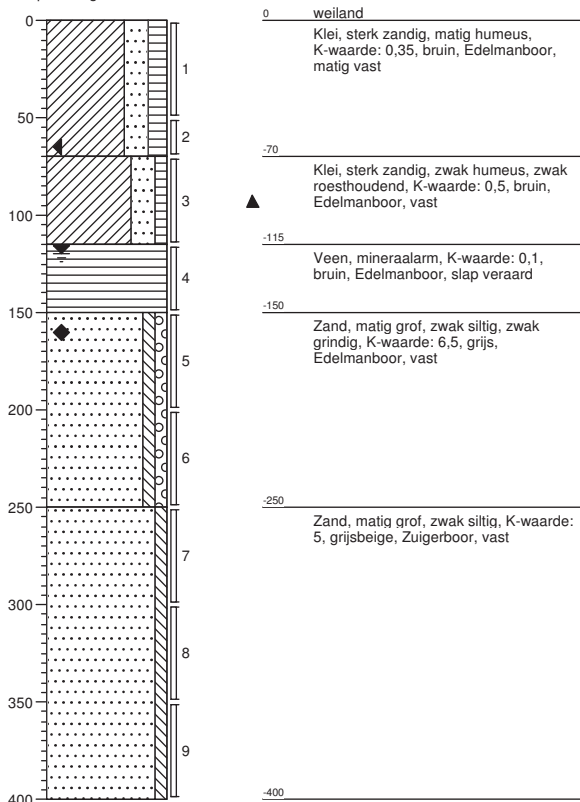 0 weiland
Klei, sterk zandig, matig humeus,
K-waarde: 0,35, bruin, Edelmanboor,
matig vast
-70
Klei, sterk zandig, zwak humeus, zwak
roesthoudend, K-waarde: 0,5, bruin,
Edelmanboor, vast
-115
Veen, mineraalarm, K-waarde: 0,1,
bruin, Edelmanboor, slap veraard
-150
Zand, matig grof, zwak siltig, zwak
grindig, K-waarde: 6,5, grijs,
Edelmanboor, vast
-250
Zand, matig grof, zwak siltig, K-waarde:
5, grijsbeige, Zuigerboor, vast
-400
0
50
100
150
200
250
300
350
400
1
2
3
4
5
6
7
8
9